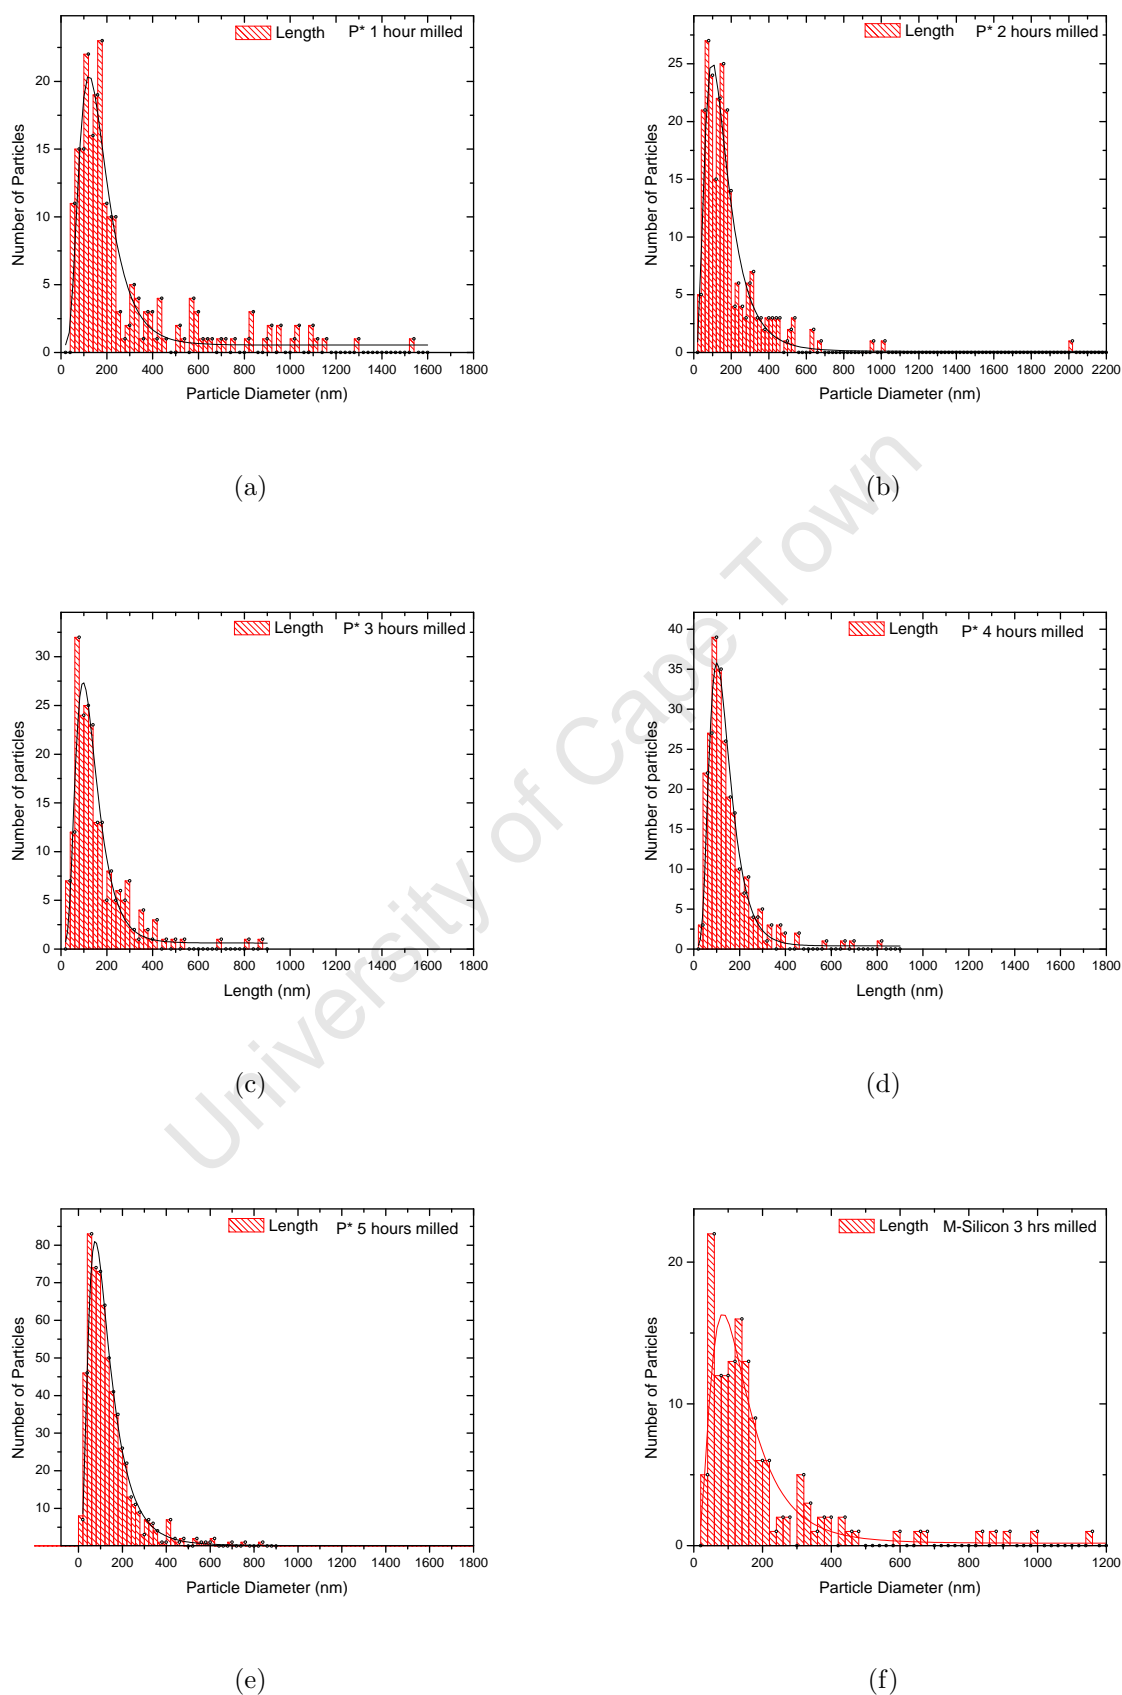 Length P* 1 hour milled
Number of Particles
20
15
10
5
0
0 200 400 600 800 1000 1200 1400 1600 1800
Particle Diameter (nm)
(a)
Length P* 2 hours milled
Number of Particles
25
20
15
10
5
0
0 200 400 600 800 1000 1200 1400 1600 1800 2000 2200
Particle Diameter (nm)
(b)
Length P* 3 hours milled
Number of particles
30
25
20
15
10
5
0
0 200 400 600 800 1000 1200 1400 1600 1800
Length (nm)
(c)
Length P* 4 hours milled
Number of particles
40
35
30
25
20
15
10
5
0
0 200 400 600 800 1000 1200 1400 1600 1800
Length (nm)
(d)
Length P* 5 hours milled
Number of Particles
80
70
60
50
40
30
20
10
0 200 400 600 800 1000 1200 1400 1600 1800
Particle Diameter (nm)
(e)
Length M-Silicon 3 hrs milled
Number of Particles
20
10
0
0 200 400 600 800 1000 1200
Particle Diameter (nm)
(f)
University of Cape Town